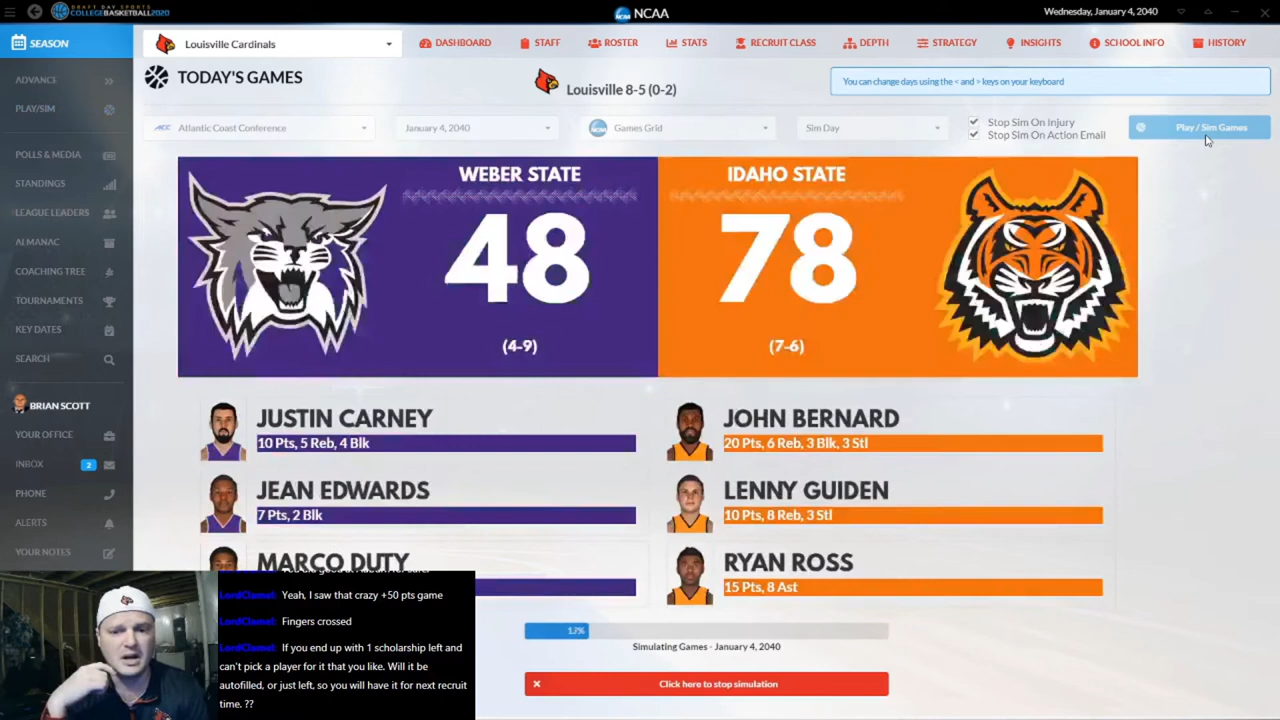 DRAFT DAY SPORTS
COLLEGE BASKETBALL 2020
NCAA
Wednesday, January 4, 2040
SEASON
Louisville Cardinals
DASHBOARD
STAFF
ROSTER
STATS
RECRUIT CLASS
DEPTH
STRATEGY
INSIGHTS
SCHOOL INFO
HISTORY
TODAY'S GAMES
Louisville 8-5 (0-2)
You can change days using the < and > keys on your keyboard
ACC Atlantic Coast Conference
January 4, 2040
Games Grid
Sim Day
Stop Sim On Injury
Stop Sim On Action Email
Play / Sim Games
ADVANCE
PLAY/SIM
POLLS & MEDIA
STANDINGS
LEAGUE LEADERS
ALMANAC
COACHING TREE
TOURNAMENTS
KEY DATES
SEARCH
BRIAN SCOTT
YOUR OFFICE
INBOX 2
PHONE
ALERTS
YOUR NOTES
WEBER STATE
48
(4-9)
IDAHO STATE
78
(7-6)
JUSTIN CARNEY
10 Pts, 5 Reb, 4 Blk
JOHN BERNARD
20 Pts, 6 Reb, 3 Blk, 3 Stl
JEAN EDWARDS
7 Pts, 2 Blk
LENNY GUIDEN
10 Pts, 8 Reb, 3 Stl
MARCO DUTY
RYAN ROSS
15 Pts, 8 Ast
LordClamet: Yeah, I saw that crazy +50 pts game
LordClamet: Fingers crossed
LordClamet: If you end up with 1 scholarship left and
can't pick a player for it that you like. Will it be
autofilled, or just left, so you will have it for next recruit
time. ??
Simulating Games - January 4, 2040
Click here to stop simulation